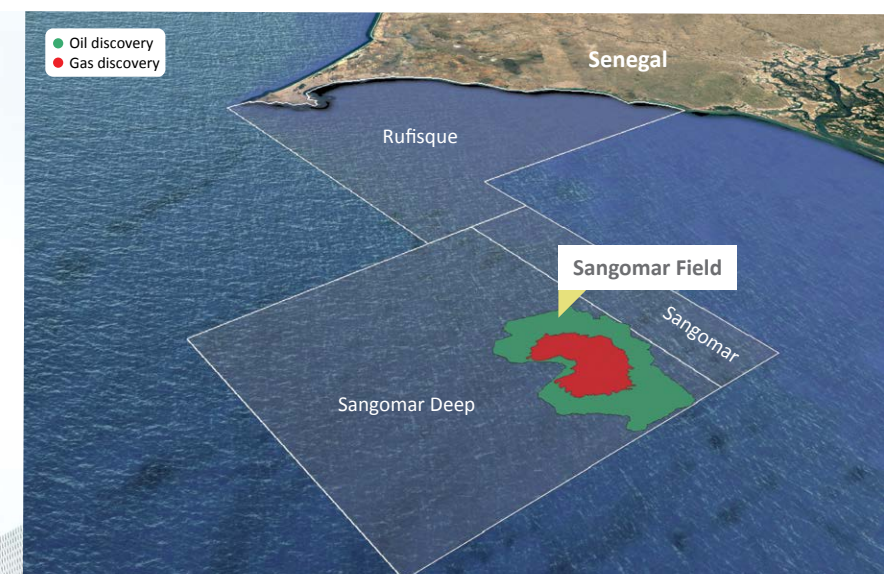 Oil discovery
Gas discovery
Senegal
Rufisque
Sangomar Field
Sangomar
Sangomar Deep